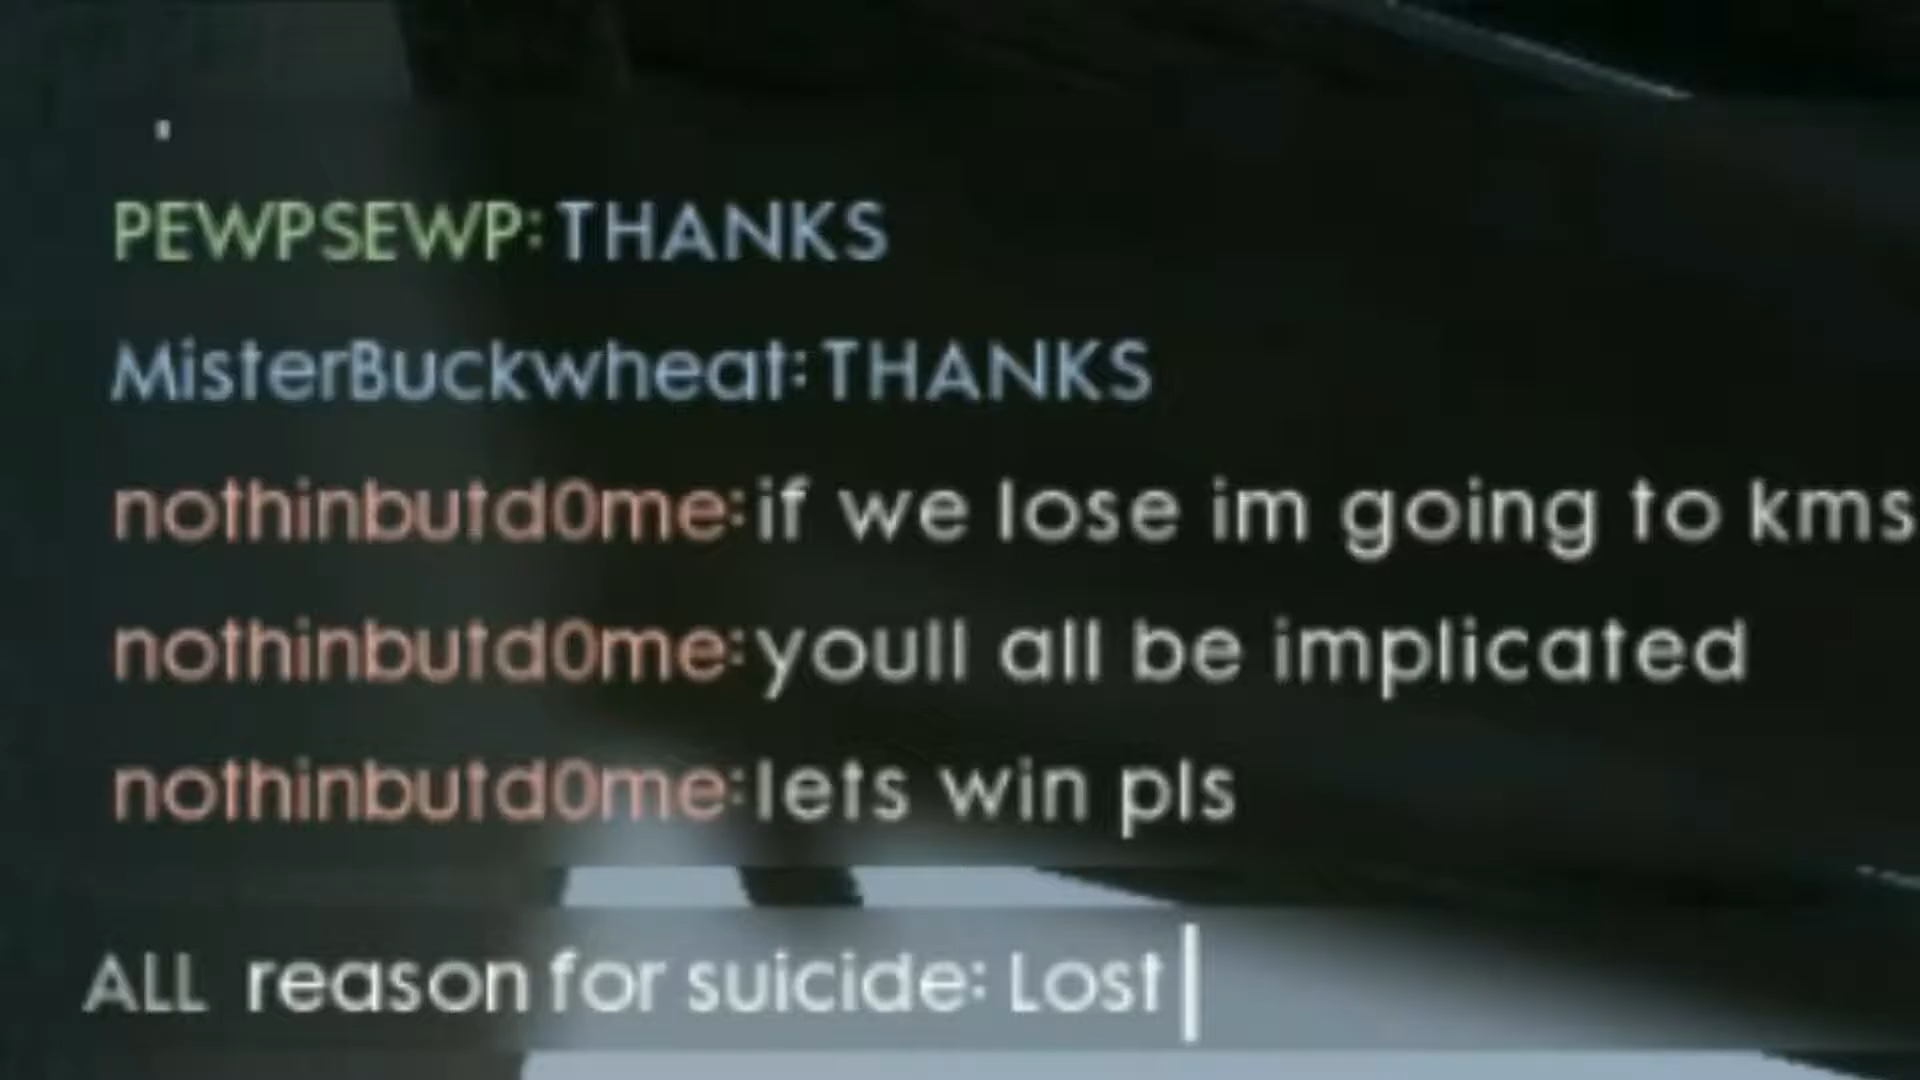 PEWPSEWP: THANKS
MisterBuckwheat: THANKS
nothinbutd0me: if we lose im going to kms
nothinbutd0me: youll all be implicated
nothinbutd0me: lets win pls
ALL reason for suicide: Lost